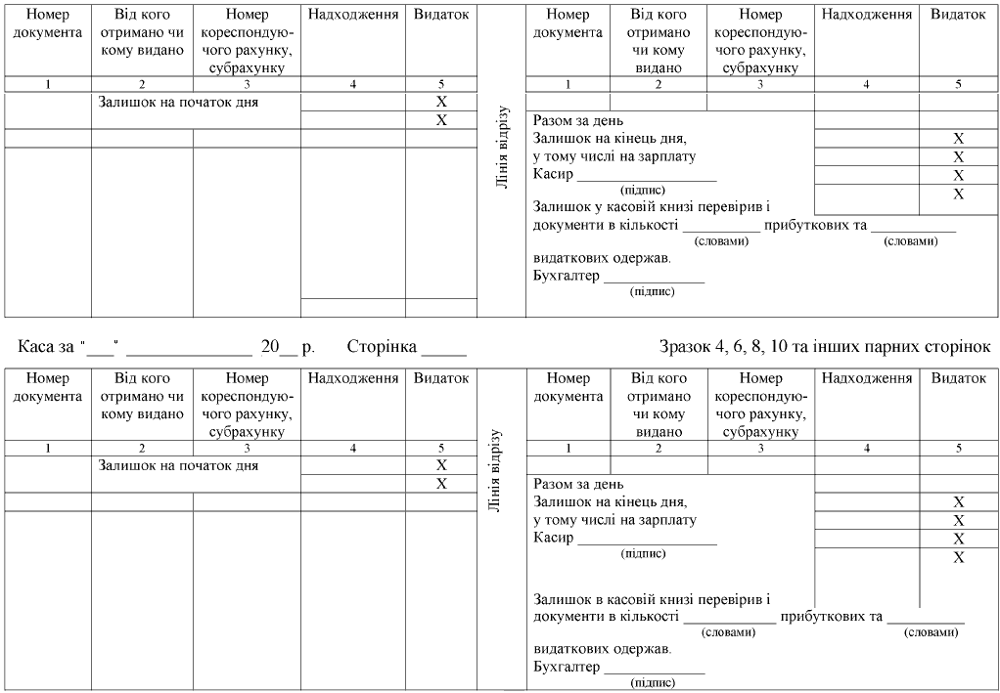 Номер документа
Від кого отримано чи кому видано
Номер кореспондую-чого рахунку, субрахунку
Надходження
Видаток
1 2 3 4 5
Залишок на початок дня Х
Х
Лінія відрізу
Номер документа
Від кого отримано чи кому видано
Номер кореспондую-чого рахунку, субрахунку
Надходження
Видаток
1 2 3 4 5
Разом за день
Залишок на кінець дня, Х
у тому числі на зарплату Х
Касир ___________________ Х
(підпис) Х
Залишок у касовій книзі перевірив і
документи в кількості ___________ прибуткових та ____________
(словами) (словами)
видаткових одержав.
Бухгалтер ______________
(підпис)
Каса за "___" ______________ 20__ р. Сторінка _____
Зразок 4, 6, 8, 10 та інших парних сторінок
Номер документа
Від кого отримано чи кому видано
Номер кореспондую-чого рахунку, субрахунку
Надходження
Видаток
1 2 3 4 5
Залишок на початок дня Х
Х
Лінія відрізу
Номер документа
Від кого отримано чи кому видано
Номер кореспондую-чого рахунку, субрахунку
Надходження
Видаток
1 2 3 4 5
Разом за день
Залишок на кінець дня, Х
у тому числі на зарплату Х
Касир ___________________ Х
(підпис) Х
Залишок в касовій книзі перевірив і
документи в кількості _____________ прибуткових та ___________
(словами) (словами)
видаткових одержав.
Бухгалтер ______________
(підпис)